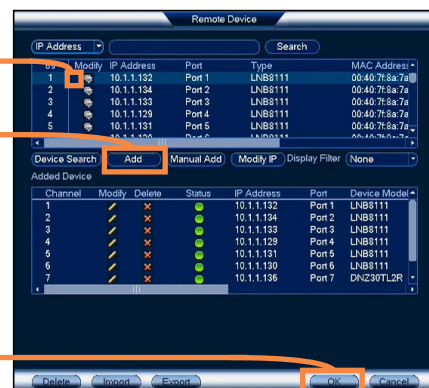 Remote Device
IP Address Search
Modify IP Address Port Type MAC Address
1 10.1.1.132 Port 1 LNB8111 00:40:7f:8a:7a
2 10.1.1.134 Port 2 LNB8111 00:40:7f:8a:7a
3 10.1.1.133 Port 3 LNB8111 00:40:7f:8a:7a
4 10.1.1.129 Port 4 LNB8111 00:40:7f:8a:7a
5 10.1.1.131 Port 5 LNB8111 00:40:7f:8a:7a
Device Search Add Manual Add Modify IP Display Filter None
Added Device
Channel Modify Delete Status IP Address Port Device Model
1 10.1.1.132 Port 1 LNB8111
2 10.1.1.134 Port 2 LNB8111
3 10.1.1.133 Port 3 LNB8111
4 10.1.1.129 Port 4 LNB8111
5 10.1.1.131 Port 5 LNB8111
6 10.1.1.130 Port 6 LNB8111
7 10.1.1.136 Port 7 DNZ30TL2R
Delete Import Export OK Cancel